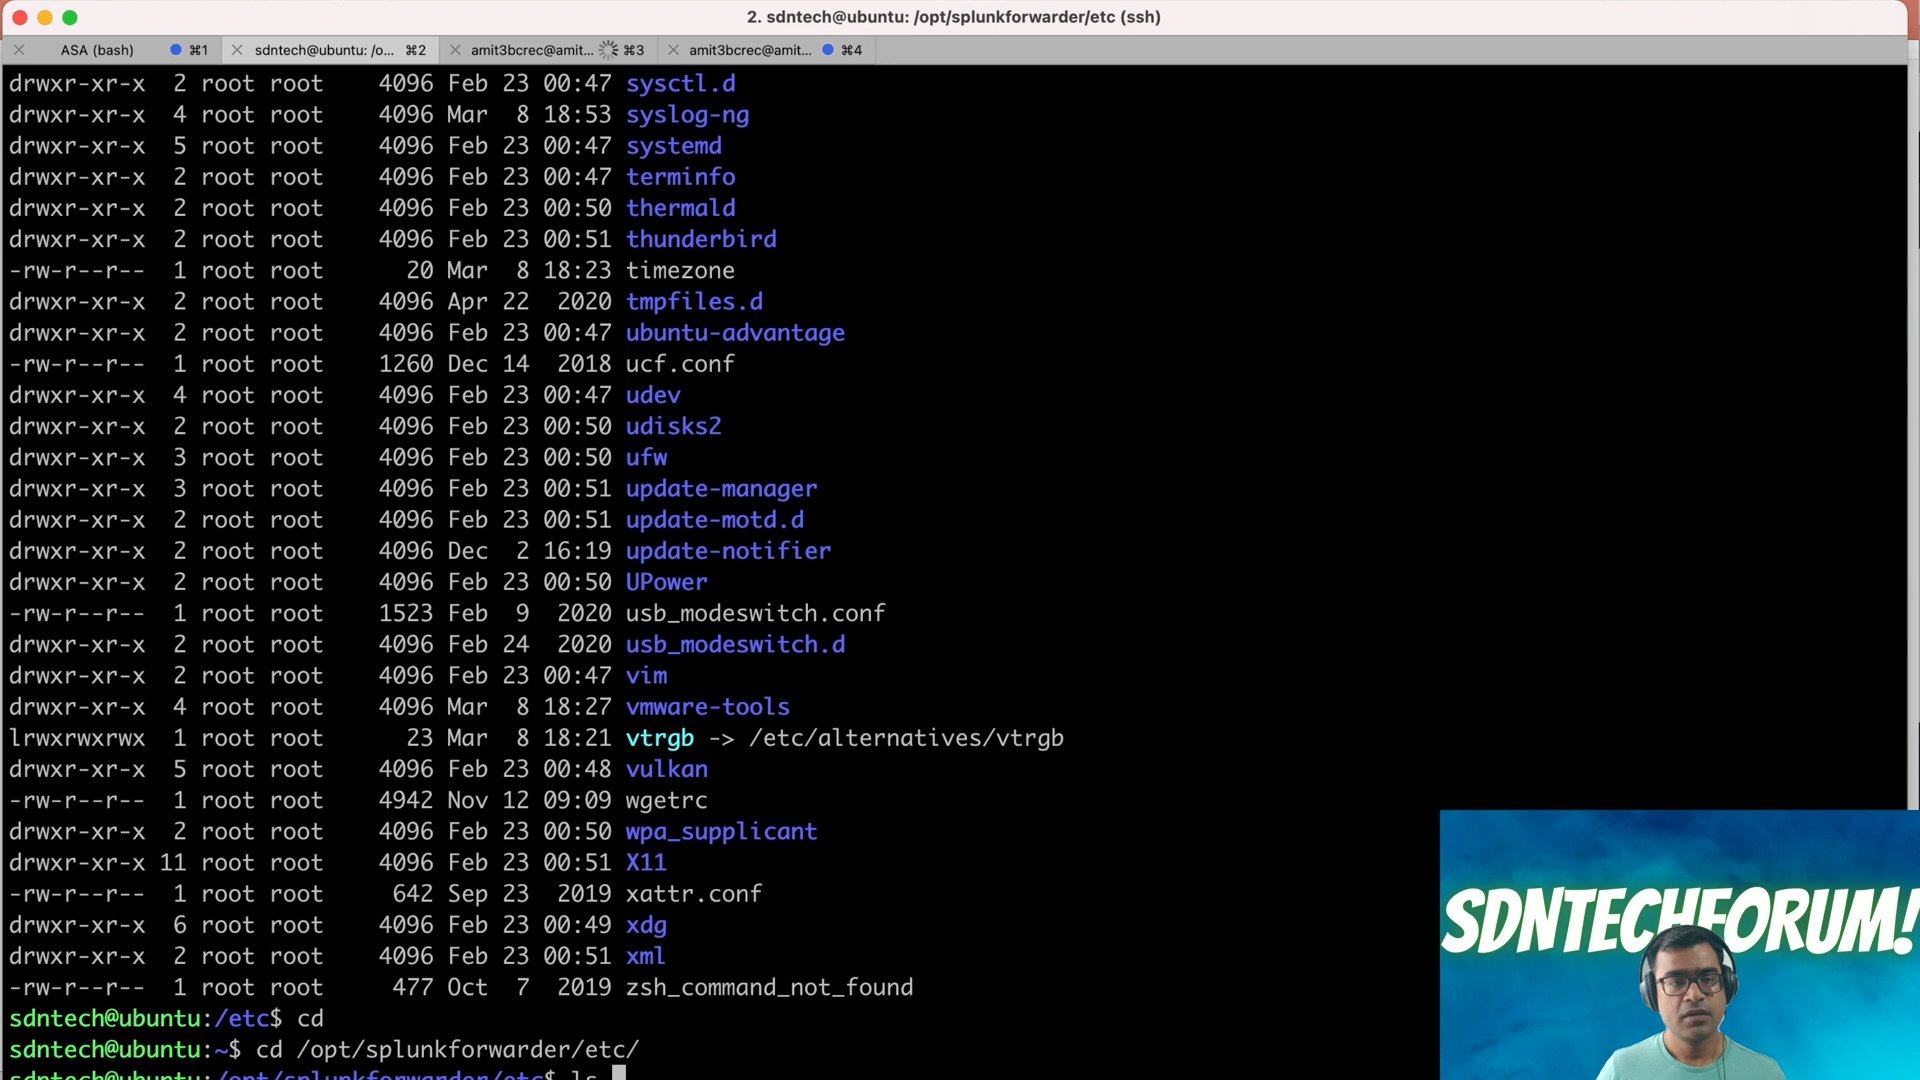 2. sdntech@ubuntu: /opt/splunkforwarder/etc (ssh)
ASA (bash) ⌘1 sdntech@ubuntu: /o... ⌘2 amit3bcrec@amit... ⌘3 amit3bcrec@amit... ⌘4
drwxr-xr-x 2 root root 4096 Feb 23 00:47 sysctl.d
drwxr-xr-x 4 root root 4096 Mar 8 18:53 syslog-ng
drwxr-xr-x 5 root root 4096 Feb 23 00:47 systemd
drwxr-xr-x 2 root root 4096 Feb 23 00:47 terminfo
drwxr-xr-x 2 root root 4096 Feb 23 00:50 thermald
drwxr-xr-x 2 root root 4096 Feb 23 00:51 thunderbird
-rw-r--r-- 1 root root 20 Mar 8 18:23 timezone
drwxr-xr-x 2 root root 4096 Apr 22 2020 tmpfiles.d
drwxr-xr-x 2 root root 4096 Feb 23 00:47 ubuntu-advantage
-rw-r--r-- 1 root root 1260 Dec 14 2018 ucf.conf
drwxr-xr-x 4 root root 4096 Feb 23 00:47 udev
drwxr-xr-x 2 root root 4096 Feb 23 00:50 udisks2
drwxr-xr-x 3 root root 4096 Feb 23 00:50 ufw
drwxr-xr-x 3 root root 4096 Feb 23 00:51 update-manager
drwxr-xr-x 2 root root 4096 Feb 23 00:51 update-motd.d
drwxr-xr-x 2 root root 4096 Dec 2 16:19 update-notifier
drwxr-xr-x 2 root root 4096 Feb 23 00:50 UPower
-rw-r--r-- 1 root root 1523 Feb 9 2020 usb_modeswitch.conf
drwxr-xr-x 2 root root 4096 Feb 24 2020 usb_modeswitch.d
drwxr-xr-x 2 root root 4096 Feb 23 00:47 vim
drwxr-xr-x 4 root root 4096 Mar 8 18:27 vmware-tools
lrwxrwxrwx 1 root root 23 Mar 8 18:21 vtrgb -> /etc/alternatives/vtrgb
drwxr-xr-x 5 root root 4096 Feb 23 00:48 vulkan
-rw-r--r-- 1 root root 4942 Nov 12 09:09 wgetrc
drwxr-xr-x 2 root root 4096 Feb 23 00:50 wpa_supplicant
drwxr-xr-x 11 root root 4096 Feb 23 00:51 X11
-rw-r--r-- 1 root root 642 Sep 23 2019 xattr.conf
drwxr-xr-x 6 root root 4096 Feb 23 00:49 xdg
drwxr-xr-x 2 root root 4096 Feb 23 00:51 xml
-rw-r--r-- 1 root root 477 Oct 7 2019 zsh_command_not_found
sdntech@ubuntu:/etc$ cd
sdntech@ubuntu:~$ cd /opt/splunkforwarder/etc/
sdntech@ubuntu:/opt/splunkforwarder/etc$ ls
SDNTECHFORUM!